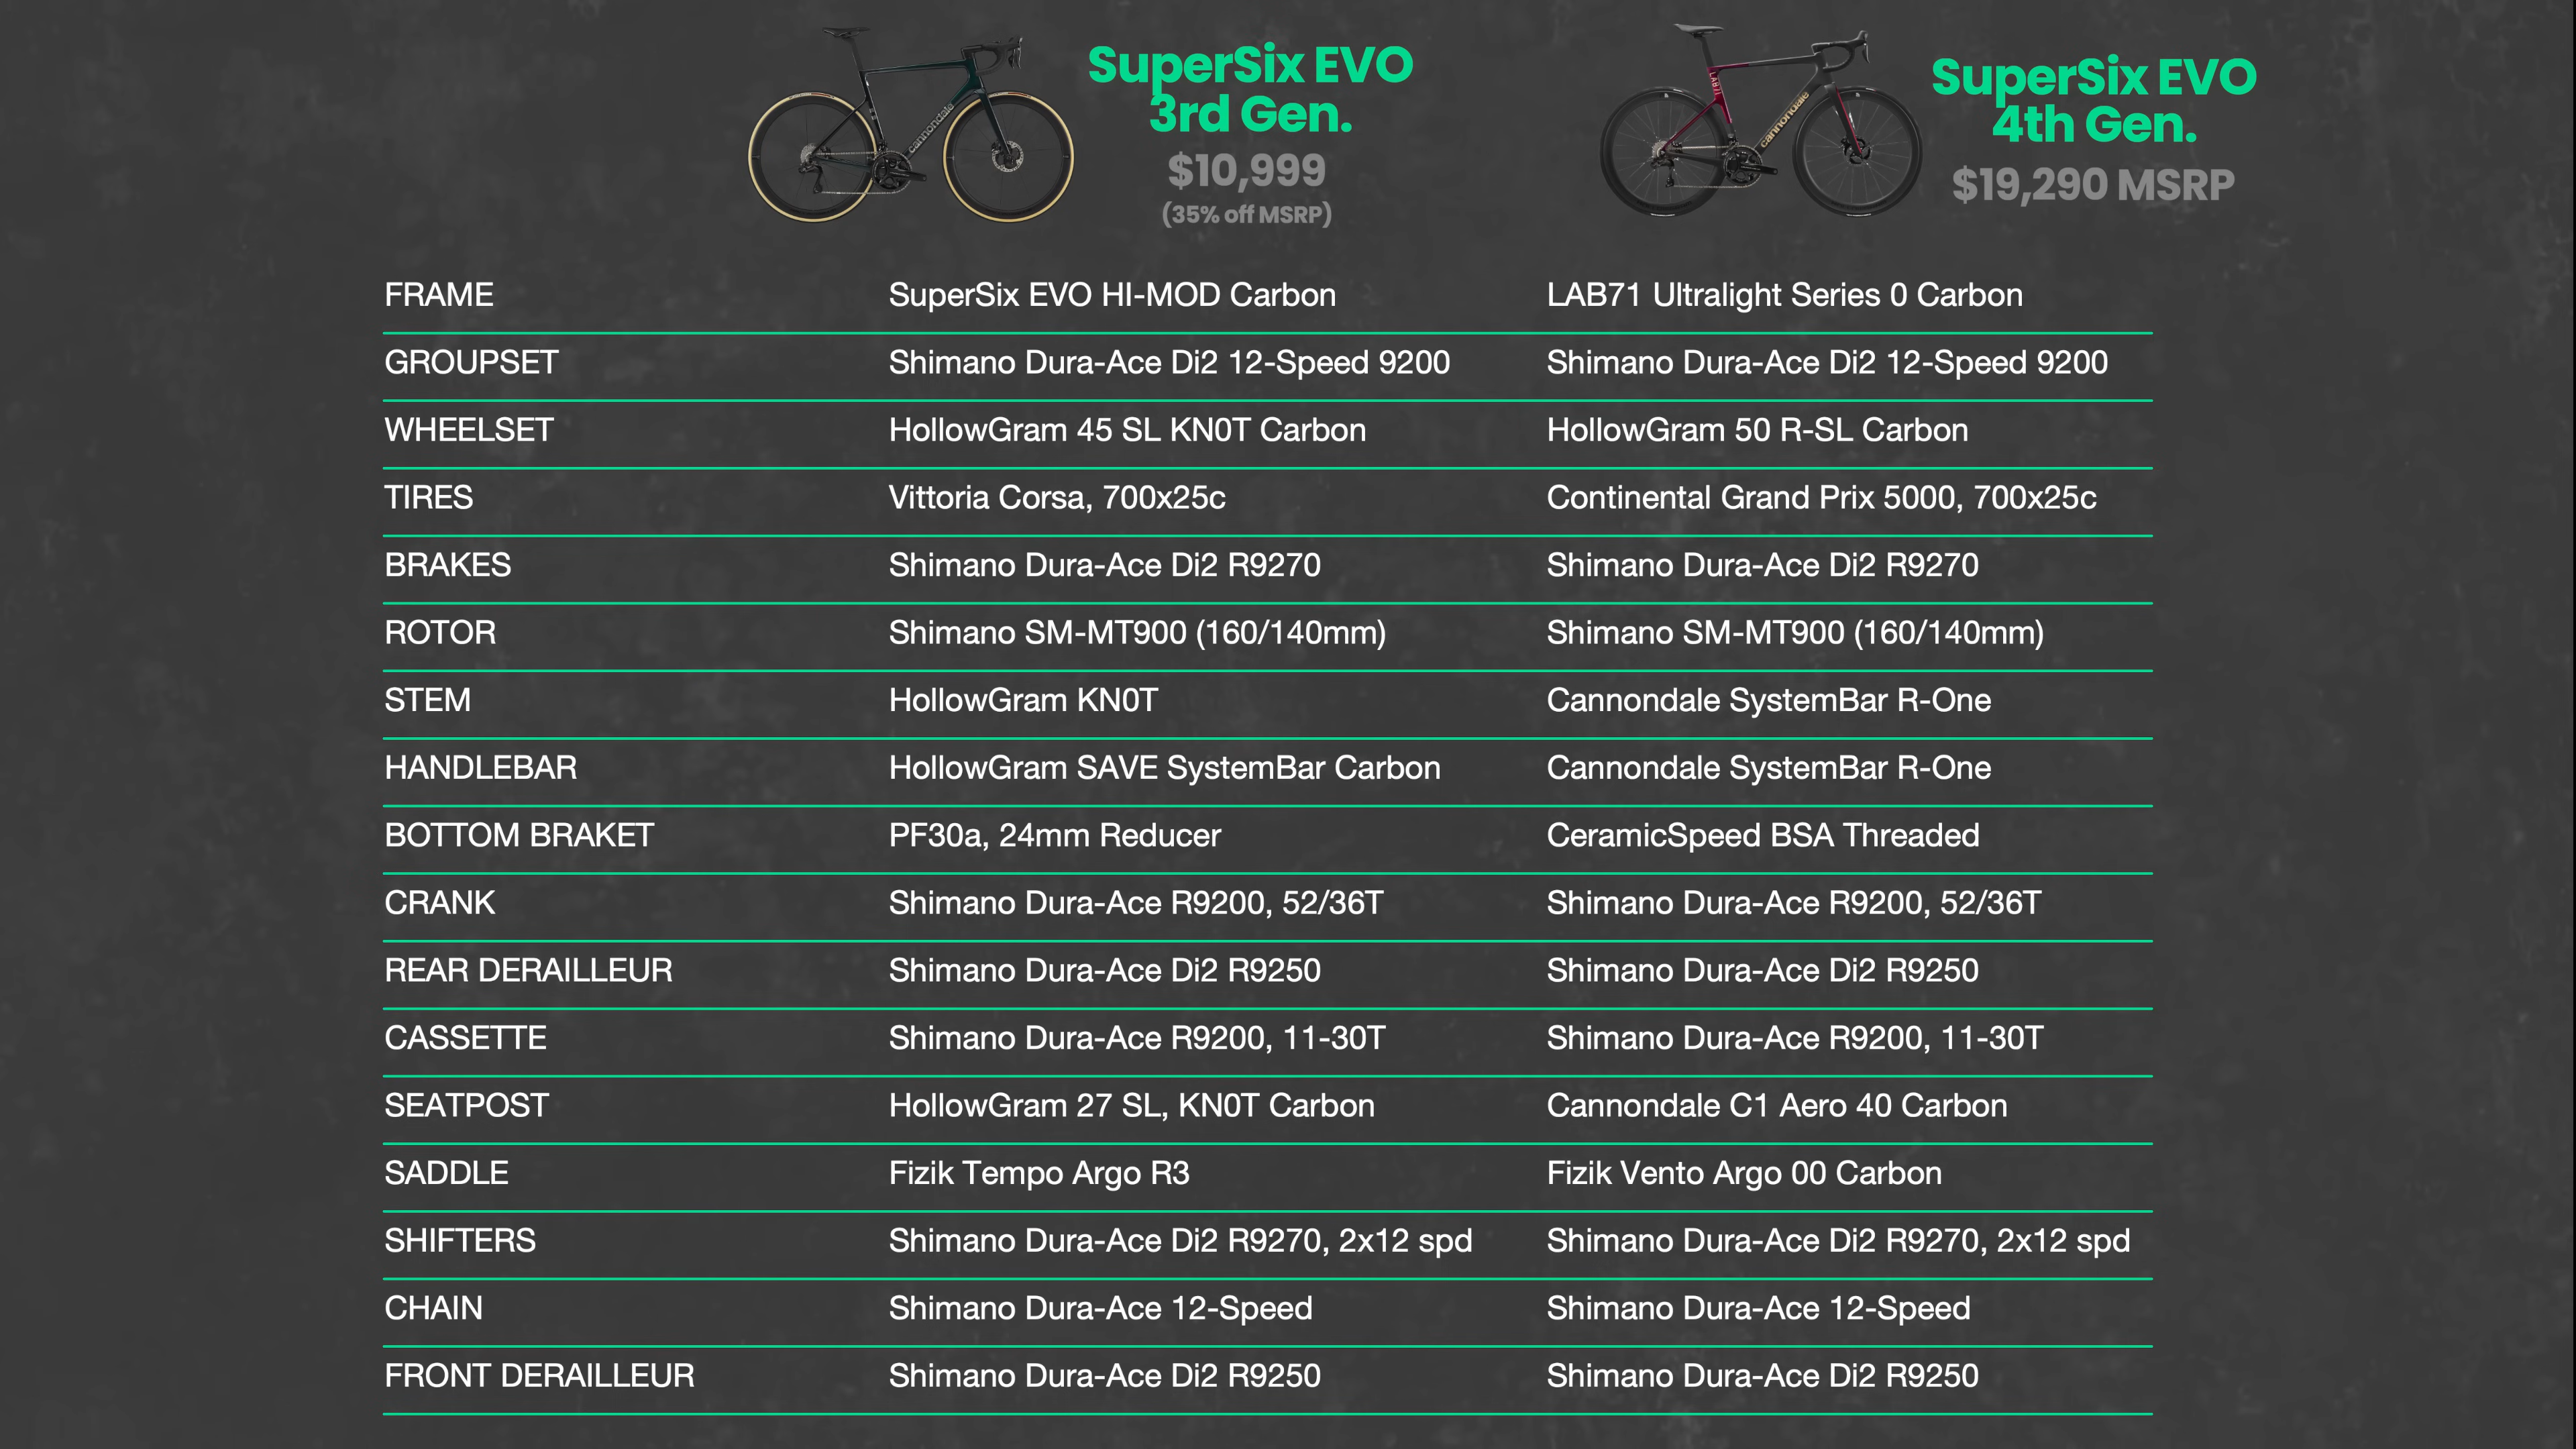 SuperSix EVO
3rd Gen.
$10,999
(35% off MSRP)
SuperSix EVO
4th Gen.
$19,290 MSRP
cannondale
LAB71
cannondale
FRAME SuperSix EVO HI-MOD Carbon LAB71 Ultralight Series 0 Carbon
GROUPSET Shimano Dura-Ace Di2 12-Speed 9200 Shimano Dura-Ace Di2 12-Speed 9200
WHEELSET HollowGram 45 SL KN0T Carbon HollowGram 50 R-SL Carbon
TIRES Vittoria Corsa, 700x25c Continental Grand Prix 5000, 700x25c
BRAKES Shimano Dura-Ace Di2 R9270 Shimano Dura-Ace Di2 R9270
ROTOR Shimano SM-MT900 (160/140mm) Shimano SM-MT900 (160/140mm)
STEM HollowGram KN0T Cannondale SystemBar R-One
HANDLEBAR HollowGram SAVE SystemBar Carbon Cannondale SystemBar R-One
BOTTOM BRAKET PF30a, 24mm Reducer CeramicSpeed BSA Threaded
CRANK Shimano Dura-Ace R9200, 52/36T Shimano Dura-Ace R9200, 52/36T
REAR DERAILLEUR Shimano Dura-Ace Di2 R9250 Shimano Dura-Ace Di2 R9250
CASSETTE Shimano Dura-Ace R9200, 11-30T Shimano Dura-Ace R9200, 11-30T
SEATPOST HollowGram 27 SL, KN0T Carbon Cannondale C1 Aero 40 Carbon
SADDLE Fizik Tempo Argo R3 Fizik Vento Argo 00 Carbon
SHIFTERS Shimano Dura-Ace Di2 R9270, 2x12 spd Shimano Dura-Ace Di2 R9270, 2x12 spd
CHAIN Shimano Dura-Ace 12-Speed Shimano Dura-Ace 12-Speed
FRONT DERAILLEUR Shimano Dura-Ace Di2 R9250 Shimano Dura-Ace Di2 R9250